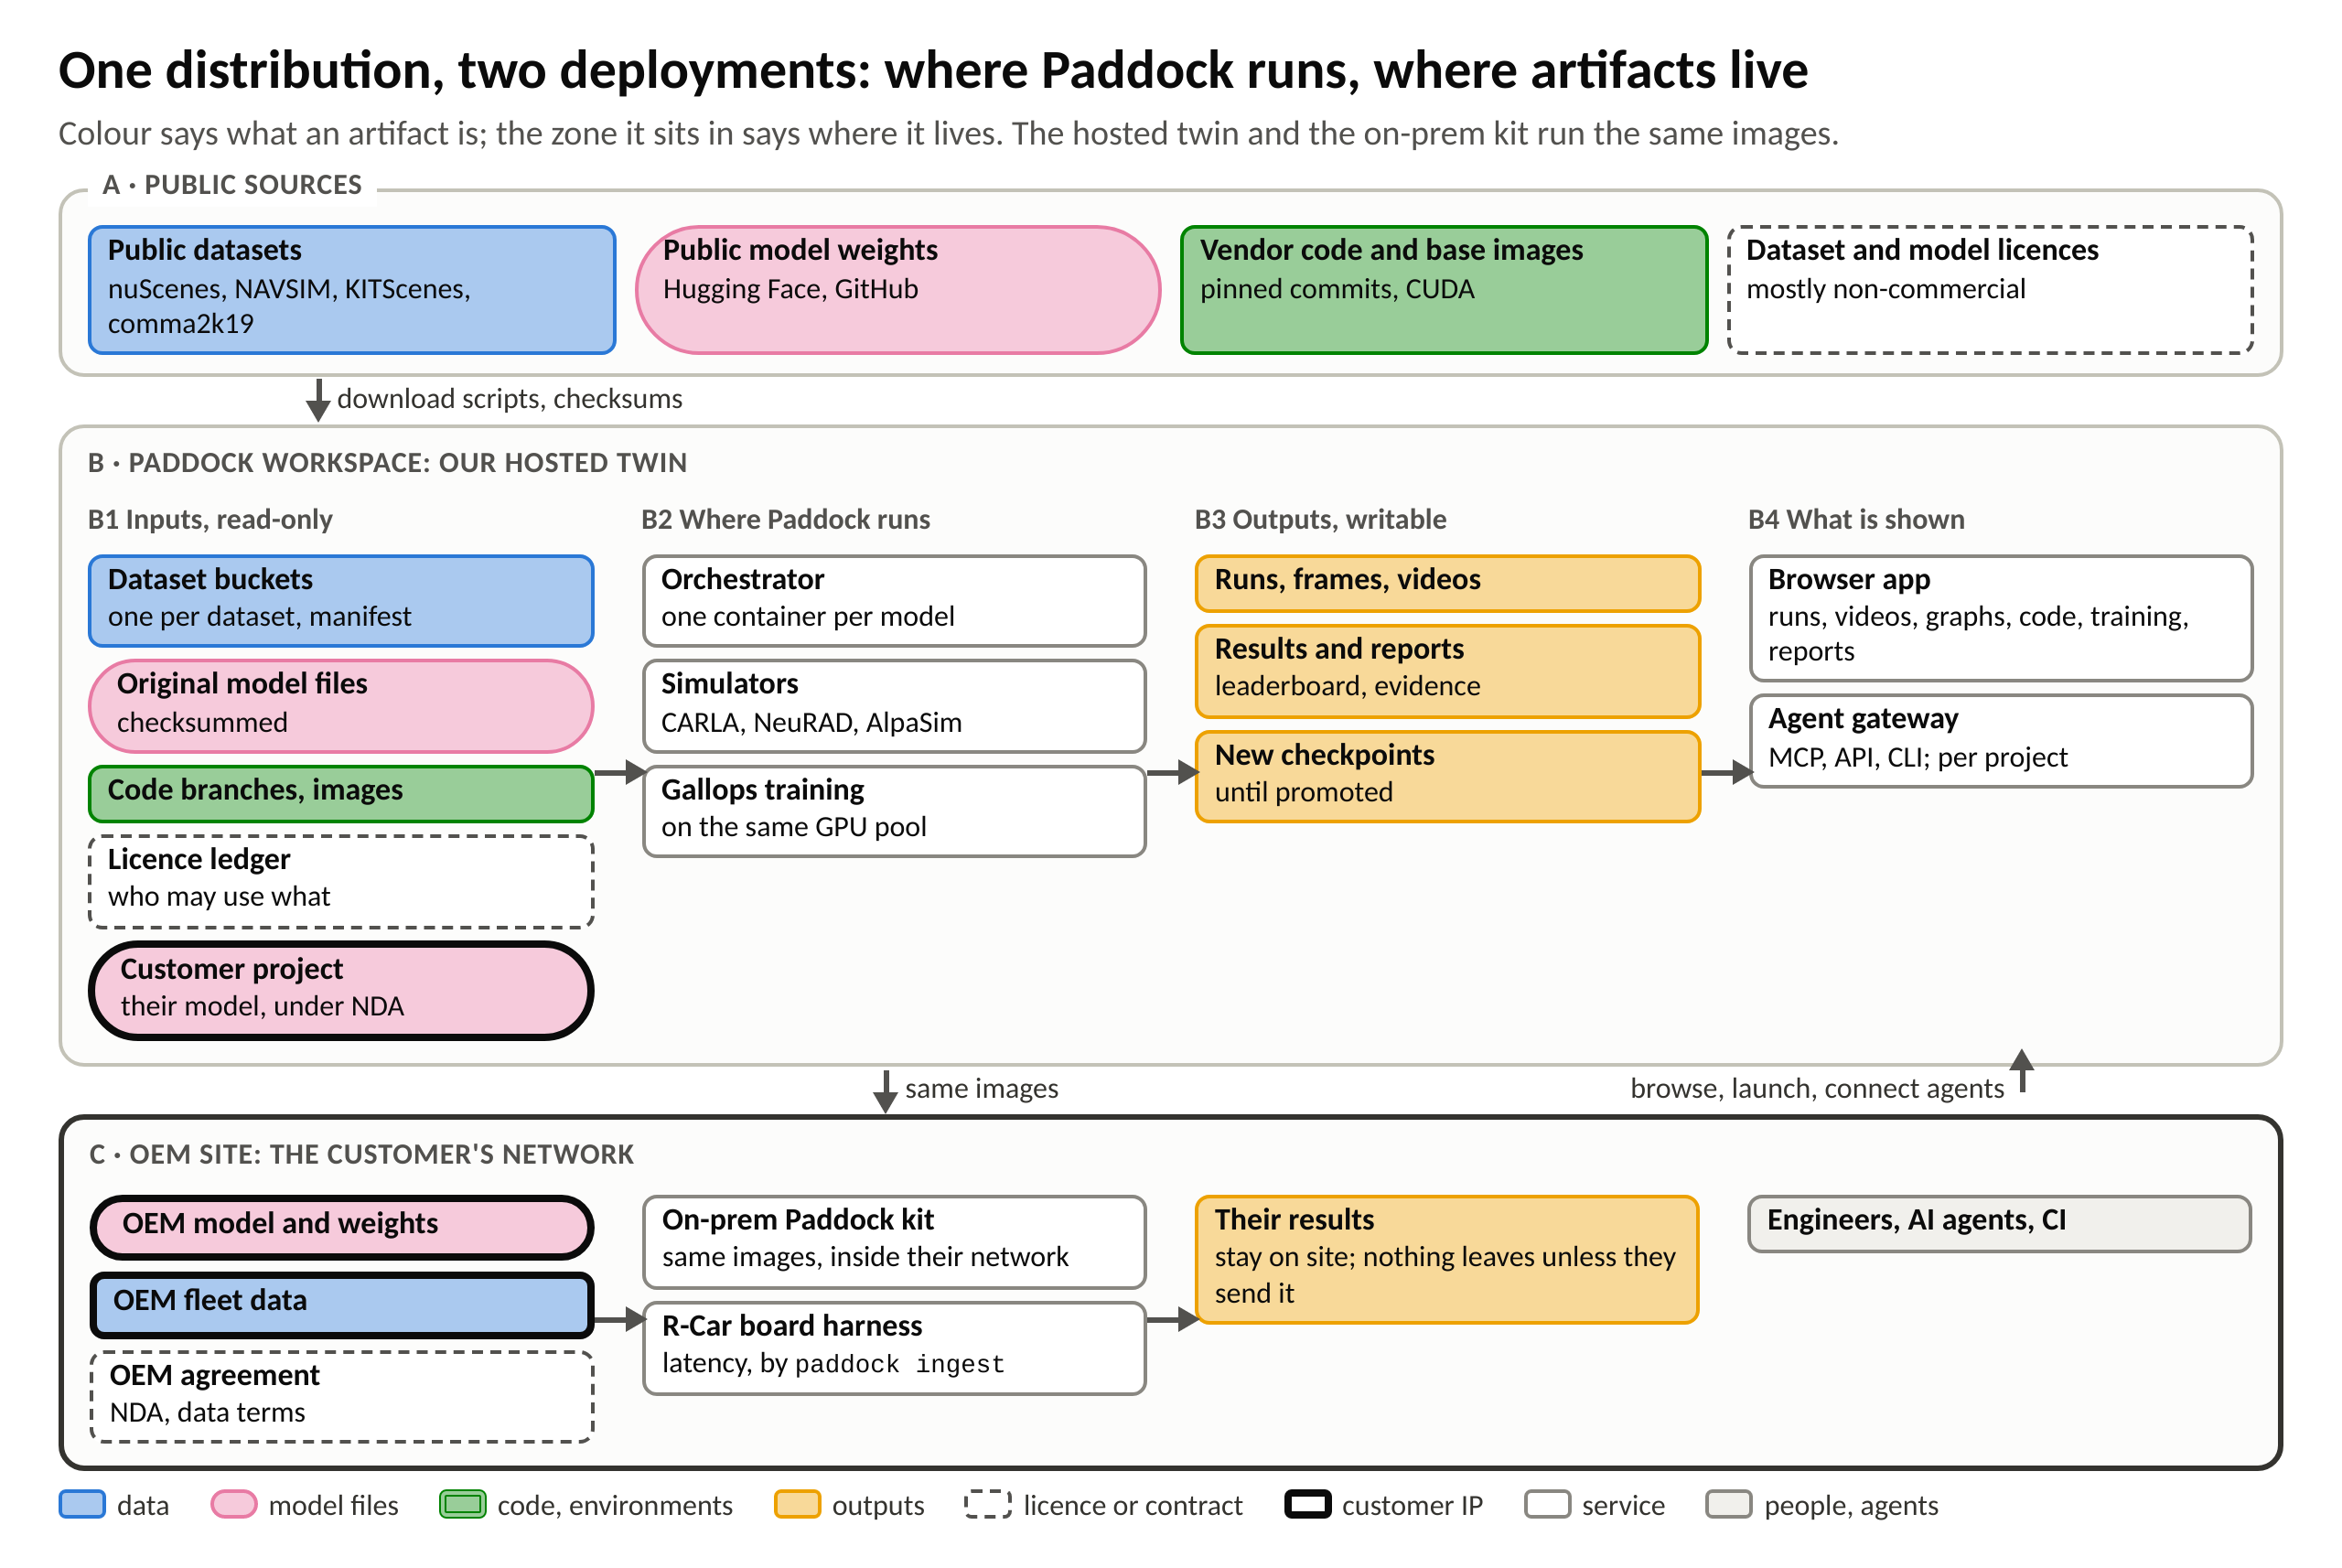 One distribution, two deployments: where Paddock runs, where artifacts live
Colour says what an artifact is; the zone it sits in says where it lives. The hosted twin and the on-prem kit run the same images.
A · PUBLIC SOURCES
Public datasets
nuScenes, NAVSIM, KITScenes,
comma2k19
Public model weights
Hugging Face, GitHub
Vendor code and base images
pinned commits, CUDA
Dataset and model licences
mostly non-commercial
download scripts, checksums
B · PADDOCK WORKSPACE: OUR HOSTED TWIN
B1 Inputs, read-only
Dataset buckets
one per dataset, manifest
Original model files
checksummed
Code branches, images
Licence ledger
who may use what
Customer project
their model, under NDA
B2 Where Paddock runs
Orchestrator
one container per model
Simulators
CARLA, NeuRAD, AlpaSim
Gallops training
on the same GPU pool
B3 Outputs, writable
Runs, frames, videos
Results and reports
leaderboard, evidence
New checkpoints
until promoted
B4 What is shown
Browser app
runs, videos, graphs, code, training,
reports
Agent gateway
MCP, API, CLI; per project
same images
browse, launch, connect agents
C · OEM SITE: THE CUSTOMER'S NETWORK
OEM model and weights
OEM fleet data
OEM agreement
NDA, data terms
On-prem Paddock kit
same images, inside their network
R-Car board harness
latency, by paddock ingest
Their results
stay on site; nothing leaves unless they
send it
Engineers, AI agents, CI
data
model files
code, environments
outputs
licence or contract
customer IP
service
people, agents